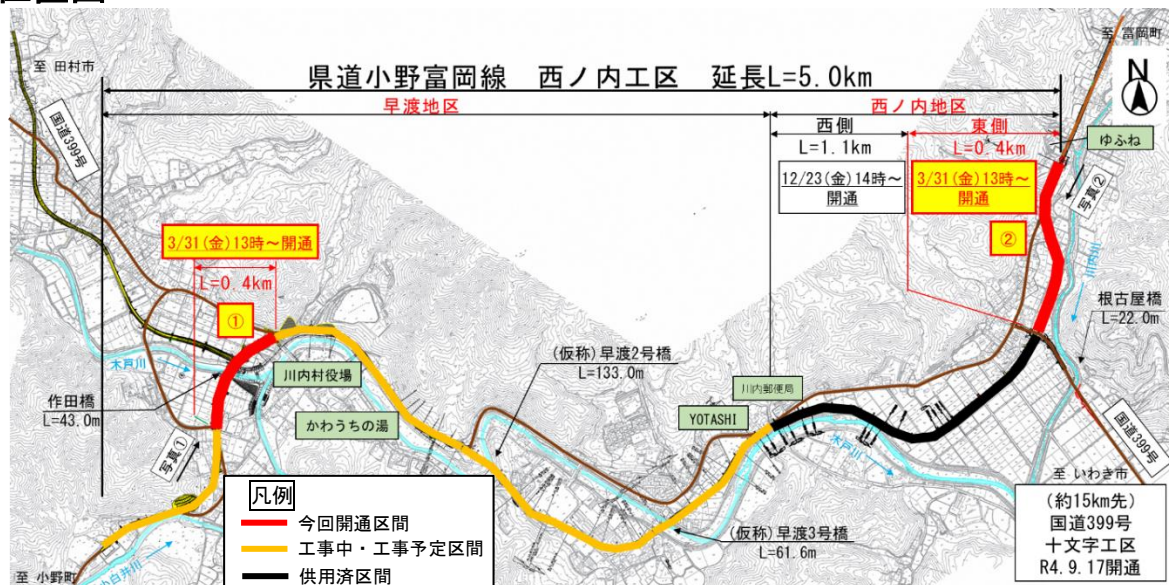 至 田村市
至 富岡町
県道小野富岡線 西ノ内工区 延長L=5.0km
N
早渡地区
西ノ内地区
国道399号
西側
L=1.1km
東側
L=0.4km
ゆふね
12/23(金)14時～
開通
3/31(金)13時～
開通
写真②
3/31(金)13時～開通
L=0.4km
②
川内川
①
根古屋橋
L=22.0m
木戸川
(仮称)早渡2号橋
L=133.0m
川内村役場
川内郵便局
作田橋
L=43.0m
かわうちの湯
YOTASHI
国道399号
写真①
木戸川
至 いわき市
凡例
今回開通区間
工事中・工事予定区間
供用済区間
(仮称)早渡3号橋
L=61.6m
(約15km先)
国道399号
十文字工区
R4.9.17開通
至 小野町
小白井川